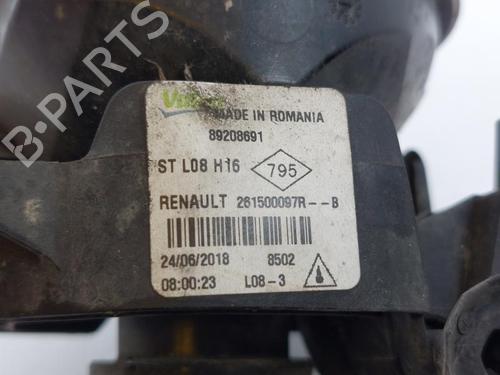 Valeo
MADE IN ROMANIA
89208691
ST L08 H16 795
RENAULT 261500097R--B
24/06/2018 8502
08:00:23 L08-3